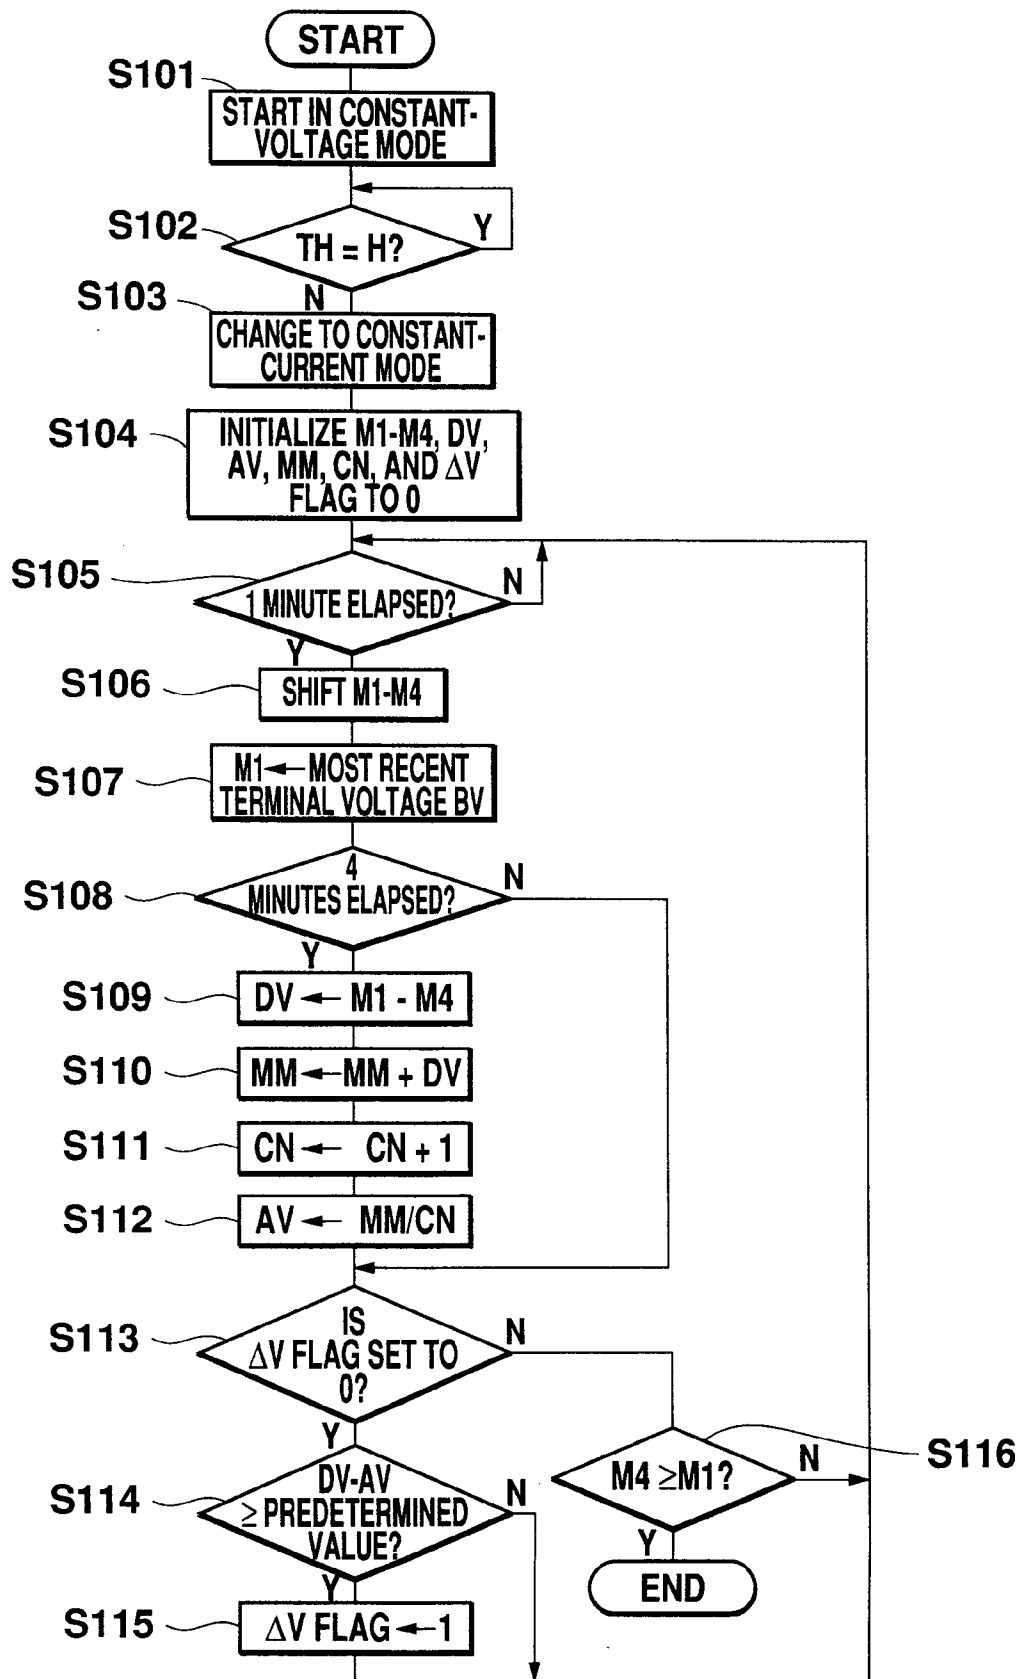 START
S101
START IN CONSTANT-
VOLTAGE MODE
S102
TH = H?
Y
N
S103
CHANGE TO CONSTANT-
CURRENT MODE
S104
INITIALIZE M1-M4, DV,
AV, MM, CN, AND ΔV
FLAG TO 0
S105
1 MINUTE ELAPSED?
N
Y
S106
SHIFT M1-M4
S107
M1←MOST RECENT
TERMINAL VOLTAGE BV
S108
4
MINUTES ELAPSED?
N
Y
S109
DV ← M1 - M4
S110
MM←MM + DV
S111
CN ← CN + 1
S112
AV ← MM/CN
S113
IS
ΔV FLAG SET TO
0?
N
Y
S114
DV-AV
≥ PREDETERMINED
VALUE?
N
Y
S116
M4 ≥M1?
N
Y
END
S115
ΔV FLAG←1